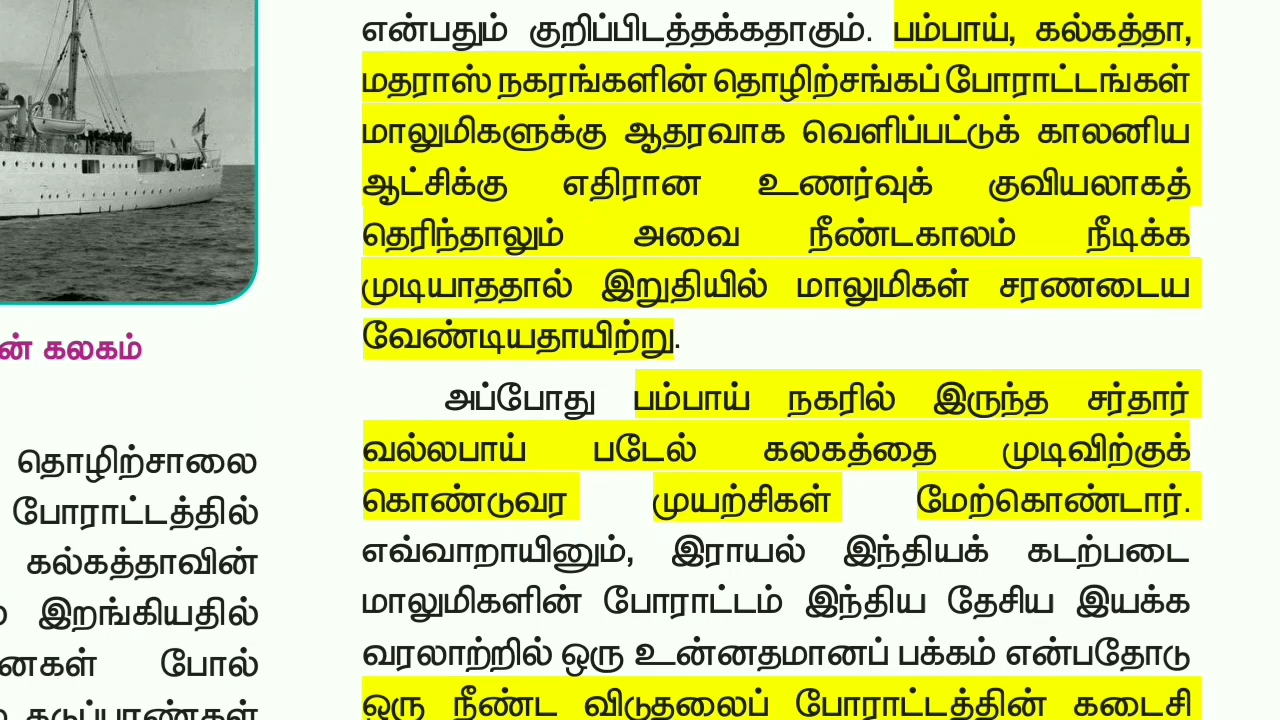 ன் கலகம்
தொழிற்சாலை
போராட்டத்தில்
கல்கத்தாவின்
இறங்கியதில்
னைகள் போல்
என்பதும் குறிப்பிடத்தக்கதாகும். பம்பாய், கல்கத்தா,
மதராஸ் நகரங்களின் தொழிற்சங்கப் போராட்டங்கள்
மாலுமிகளுக்கு ஆதரவாக வெளிப்பட்டுக் காலனிய
ஆட்சிக்கு எதிரான உணர்வுக் குவியலாகத்
தெரிந்தாலும் அவை நீண்டகாலம் நீடிக்க
முடியாததால் இறுதியில் மாலுமிகள் சரணடைய
வேண்டியதாயிற்று.
அப்போது பம்பாய் நகரில் இருந்த சர்தார்
வல்லபாய் படேல் கலகத்தை முடிவிற்குக்
கொண்டுவர முயற்சிகள் மேற்கொண்டார்.
எவ்வாறாயினும், இராயல் இந்தியக் கடற்படை
மாலுமிகளின் போராட்டம் இந்திய தேசிய இயக்க
வரலாற்றில் ஒரு உன்னதமானப் பக்கம் என்பதோடு
ஒரு நீண்ட விடுதலைப் போராட்டத்தின் கடைசி